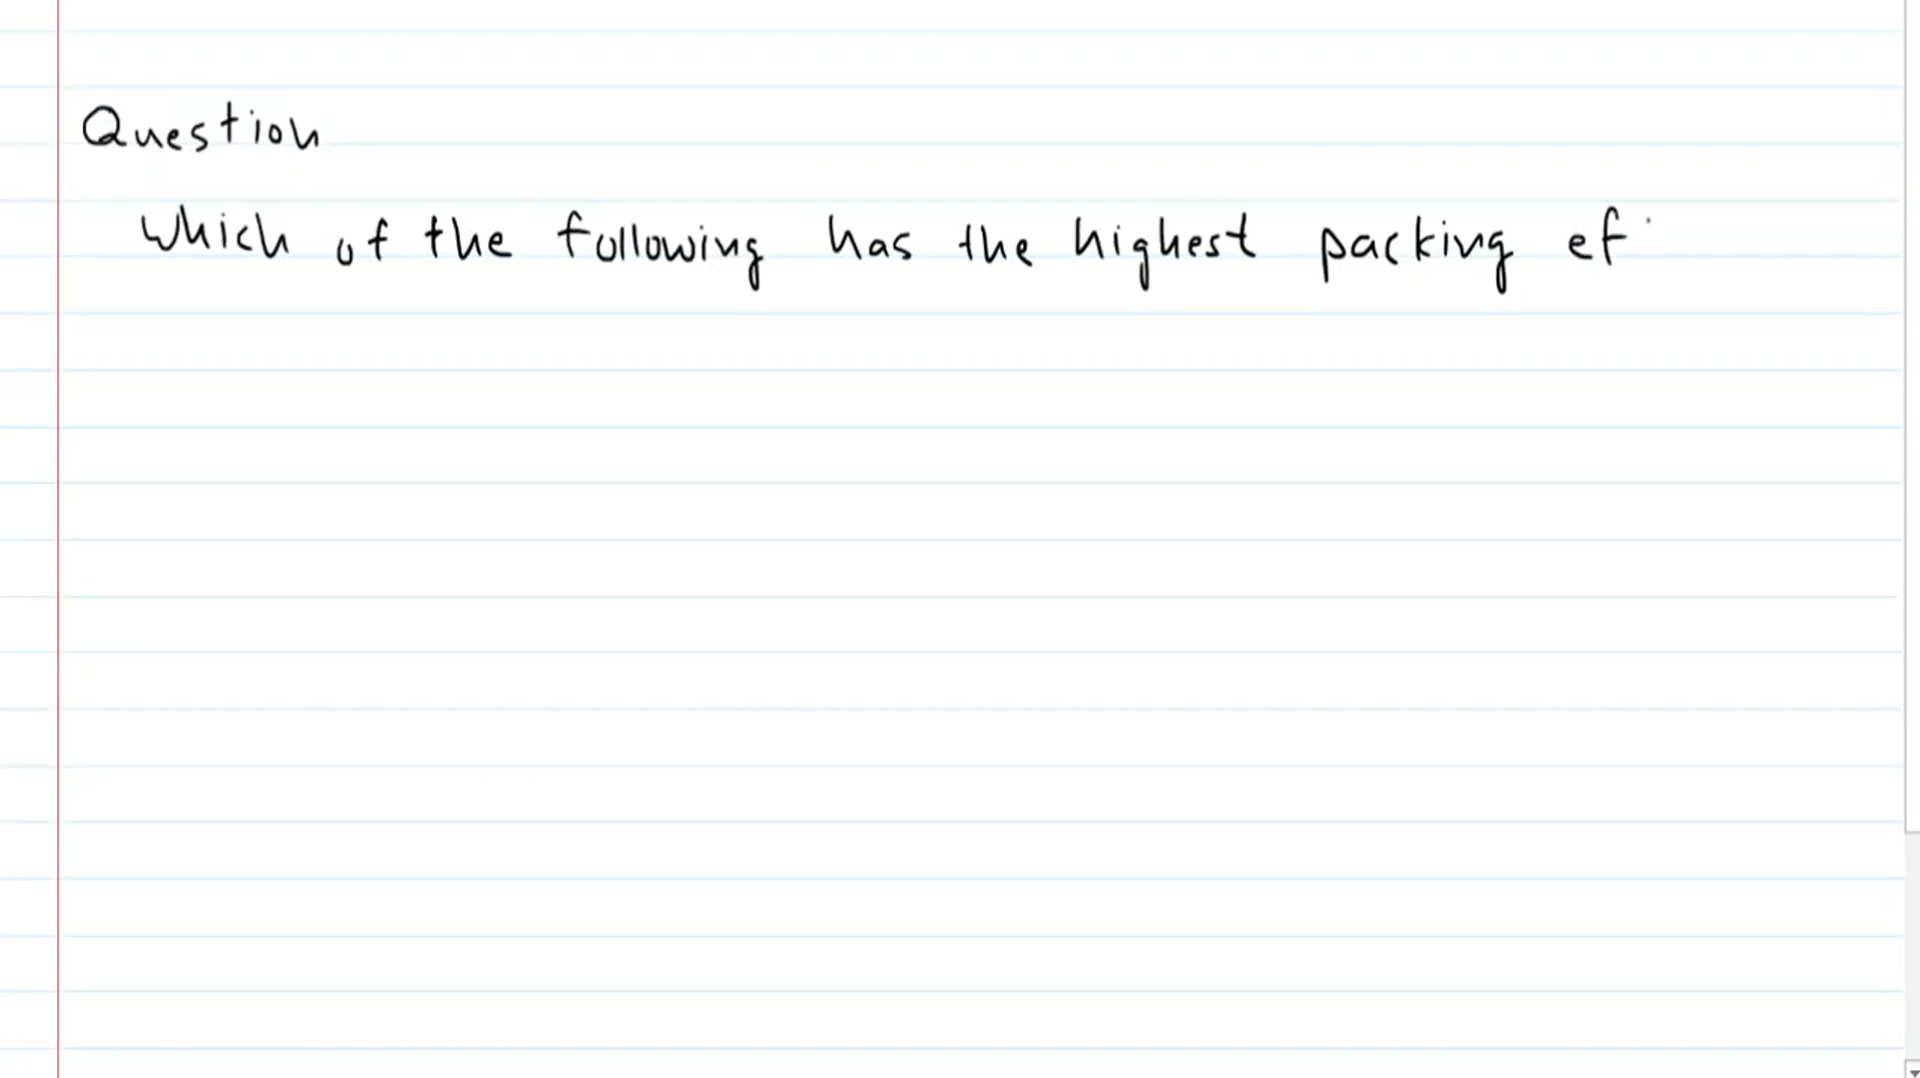 Question
Which of the following has the highest packing ef